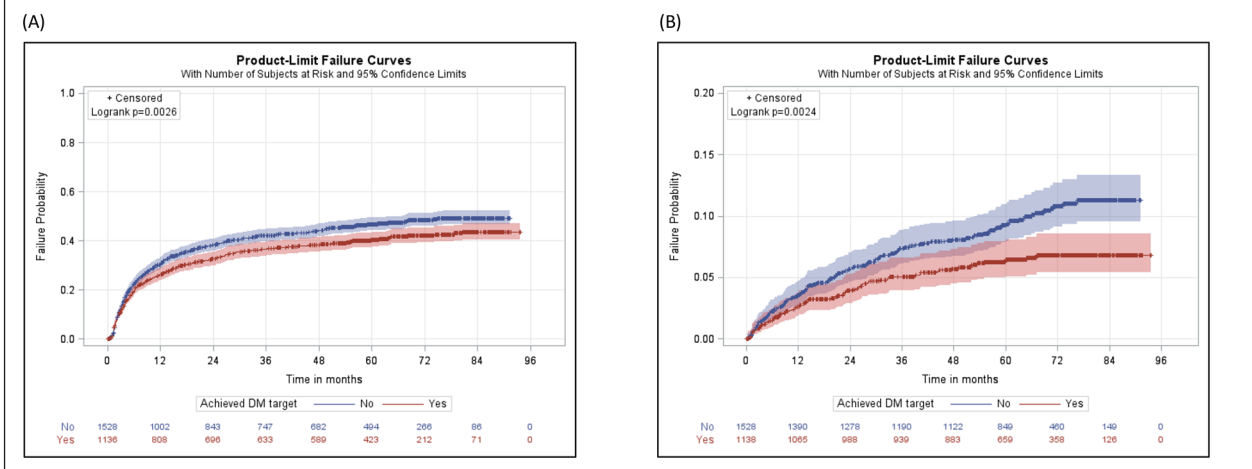 (A)
Product-Limit Failure Curves
With Number of Subjects at Risk and 95% Confidence Limits
+ Censored
Logrank p=0.0026
1.0
0.8
0.6
0.4
0.2
0.0
Failure Probability
0 12 24 36 48 60 72 84 96
Time in months
Achieved DM target No Yes
No 1528 1002 843 747 682 494 266 86 0
Yes 1136 808 696 633 589 423 212 71 0
(B)
Product-Limit Failure Curves
With Number of Subjects at Risk and 95% Confidence Limits
+ Censored
Logrank p=0.0024
0.20
0.15
0.10
0.05
0.00
Failure Probability
0 12 24 36 48 60 72 84 96
Time in months
Achieved DM target No Yes
No 1528 1390 1278 1190 1122 849 460 149 0
Yes 1138 1065 988 939 883 659 358 126 0